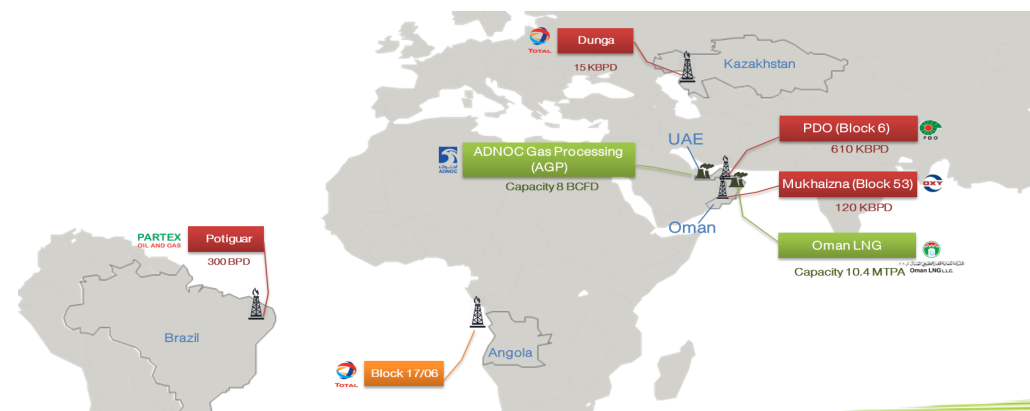 TOTAL
Dunga
15 KBPD
Kazakhstan
UAE
PDO (Block 6)
PDO
610 KBPD
ADNOC
ADNOC Gas Processing
(AGP)
Capacity 8 BCFD
Mukhaizna (Block 53)
OXY
120 KBPD
Oman
PARTEX
OIL AND GAS
Potiguar
300 BPD
Oman LNG
Capacity 10.4 MTPA
Oman LNG L.L.C.
Brazil
Angola
TOTAL
Block 17/06